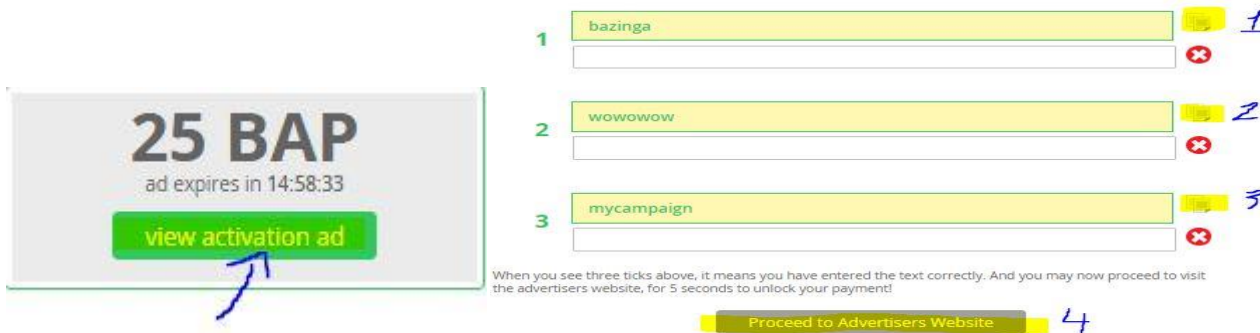 25 BAP
ad expires in 14:58:33
view activation ad
1 bazinga 1
2 wowowow 2
3 mycampaign 3
When you see three ticks above, it means you have entered the text correctly. And you may now proceed to visit
the advertisers website, for 5 seconds to unlock your payment!
Proceed to Advertisers Website 4